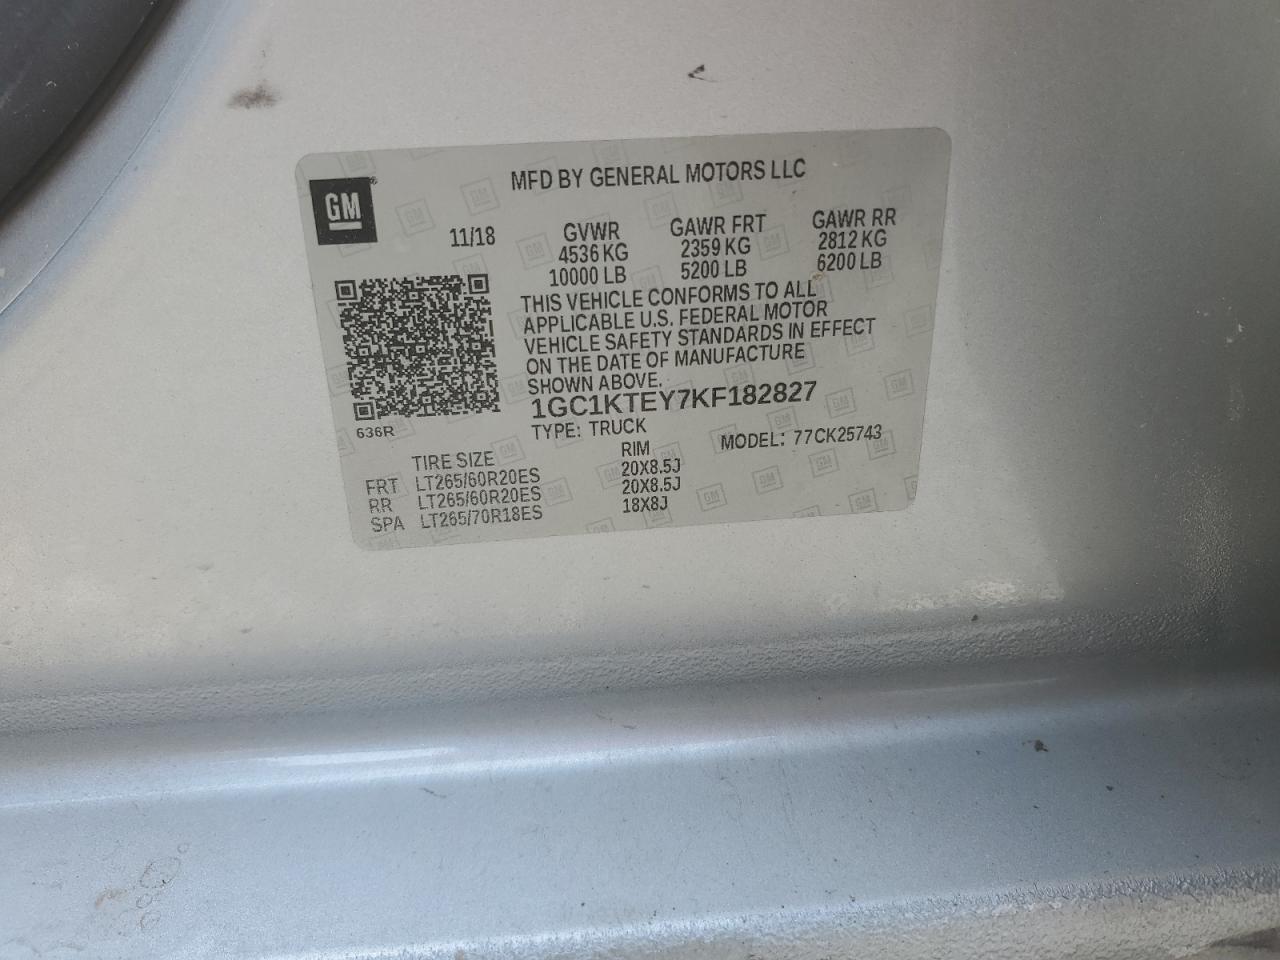 MFD BY GENERAL MOTORS LLC
GM
11/18
GVWR GAWR FRT GAWR RR
4536 KG 2359 KG 2812 KG
10000 LB 5200 LB 6200 LB
THIS VEHICLE CONFORMS TO ALL
APPLICABLE U.S. FEDERAL MOTOR
VEHICLE SAFETY STANDARDS IN EFFECT
ON THE DATE OF MANUFACTURE
SHOWN ABOVE.
1GC1KTEY7KF182827
636R
TYPE: TRUCK MODEL: 77CK25743
TIRE SIZE RIM
FRT LT265/60R20ES 20X8.5J
RR LT265/60R20ES 20X8.5J
SPA LT265/70R18ES 18X8J